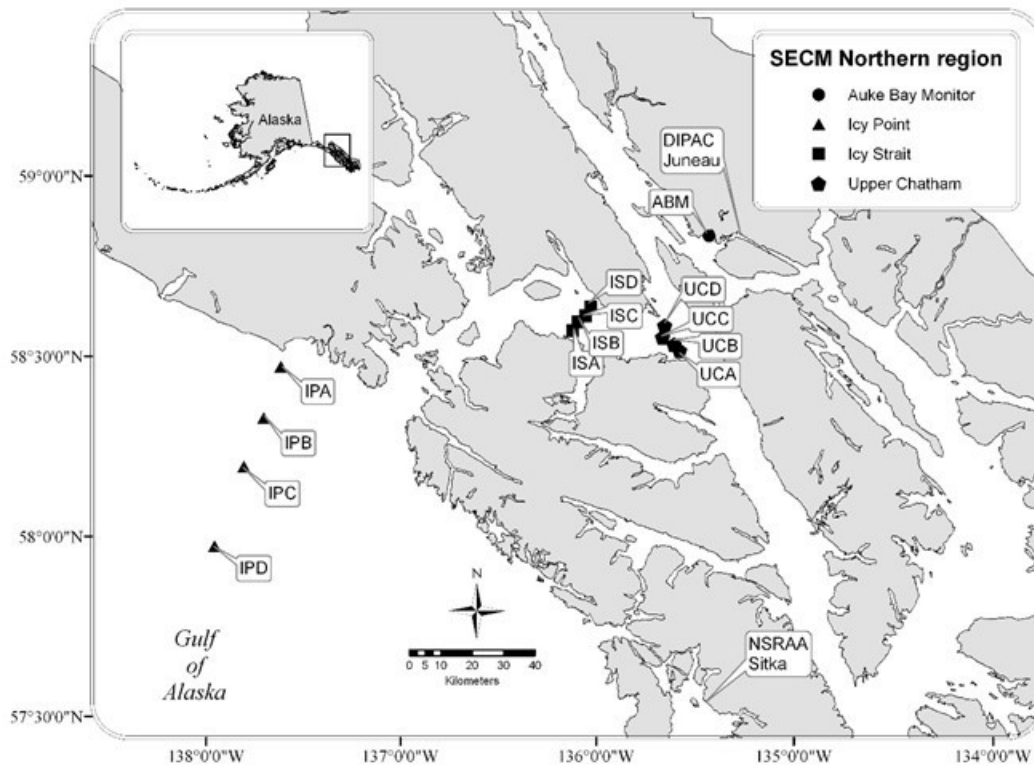 Alaska
SECM Northern region
Auke Bay Monitor
Icy Point
Icy Strait
Upper Chatham
DIPAC
Juneau
ABM
ISD
ISC
ISB
ISA
UCD
UCC
UCB
UCA
IPA
IPB
IPC
IPD
Gulf
of
Alaska
N
0 5 10 20 30 40
Kilometers
NSRAA
Sitka
59°0'0"N
58°30'0"N
58°0'0"N
57°30'0"N
138°0'0"W
137°0'0"W
136°0'0"W
135°0'0"W
134°0'0"W